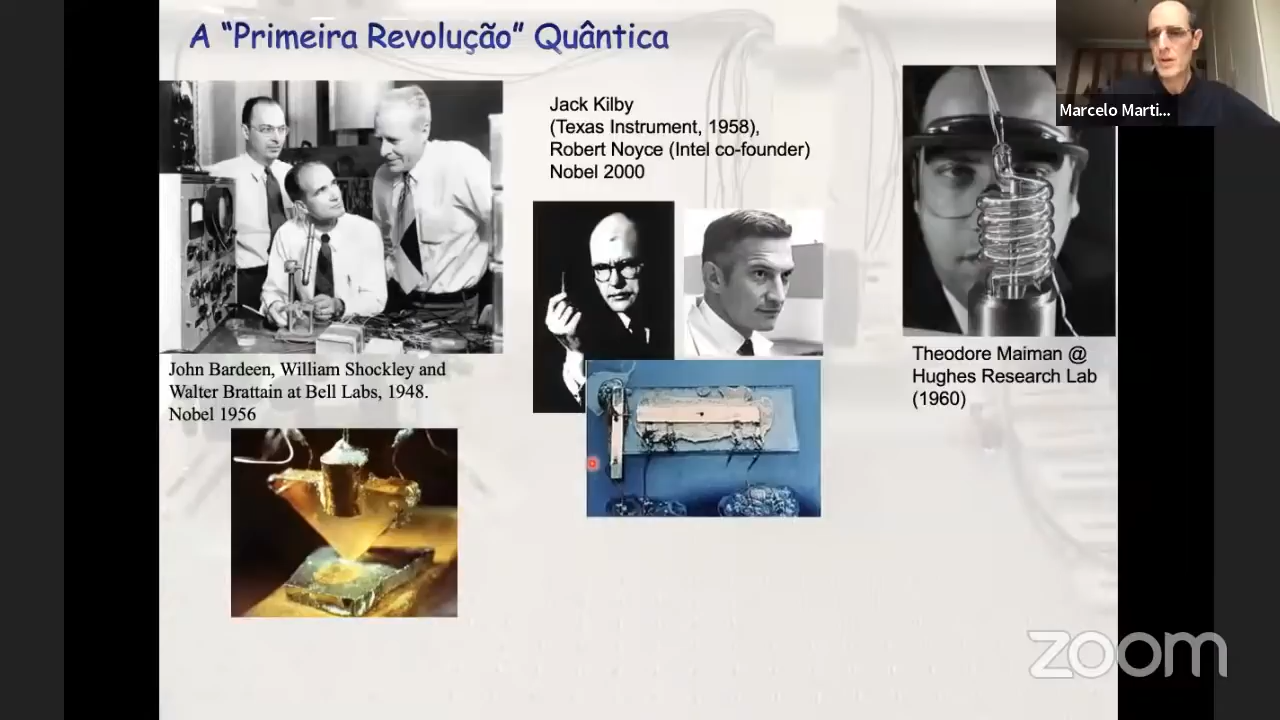 A “Primeira Revolução” Quântica
Marcelo Marti...
Jack Kilby
(Texas Instrument, 1958),
Robert Noyce (Intel co-founder)
Nobel 2000
John Bardeen, William Shockley and
Walter Brattain at Bell Labs, 1948.
Nobel 1956
Theodore Maiman @
Hughes Research Lab
(1960)
zoom